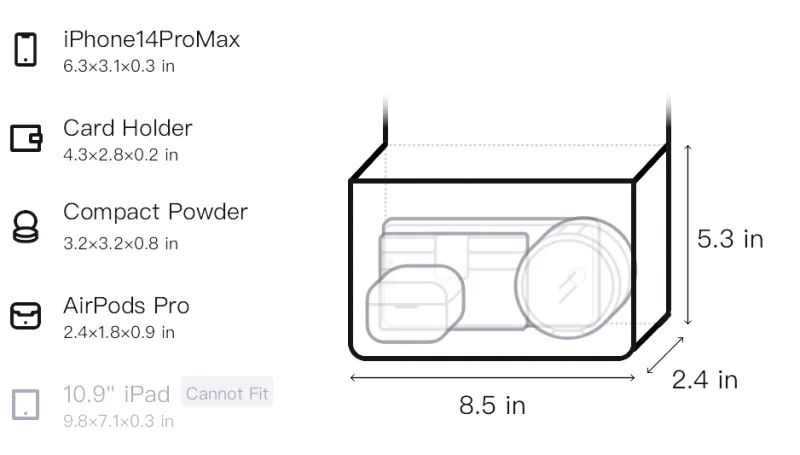 iPhone14ProMax
6.3×3.1×0.3 in
Card Holder
4.3×2.8×0.2 in
Compact Powder
3.2×3.2×0.8 in
AirPods Pro
2.4×1.8×0.9 in
10.9" iPad Cannot Fit
9.8×7.1×0.3 in
5.3 in
2.4 in
8.5 in